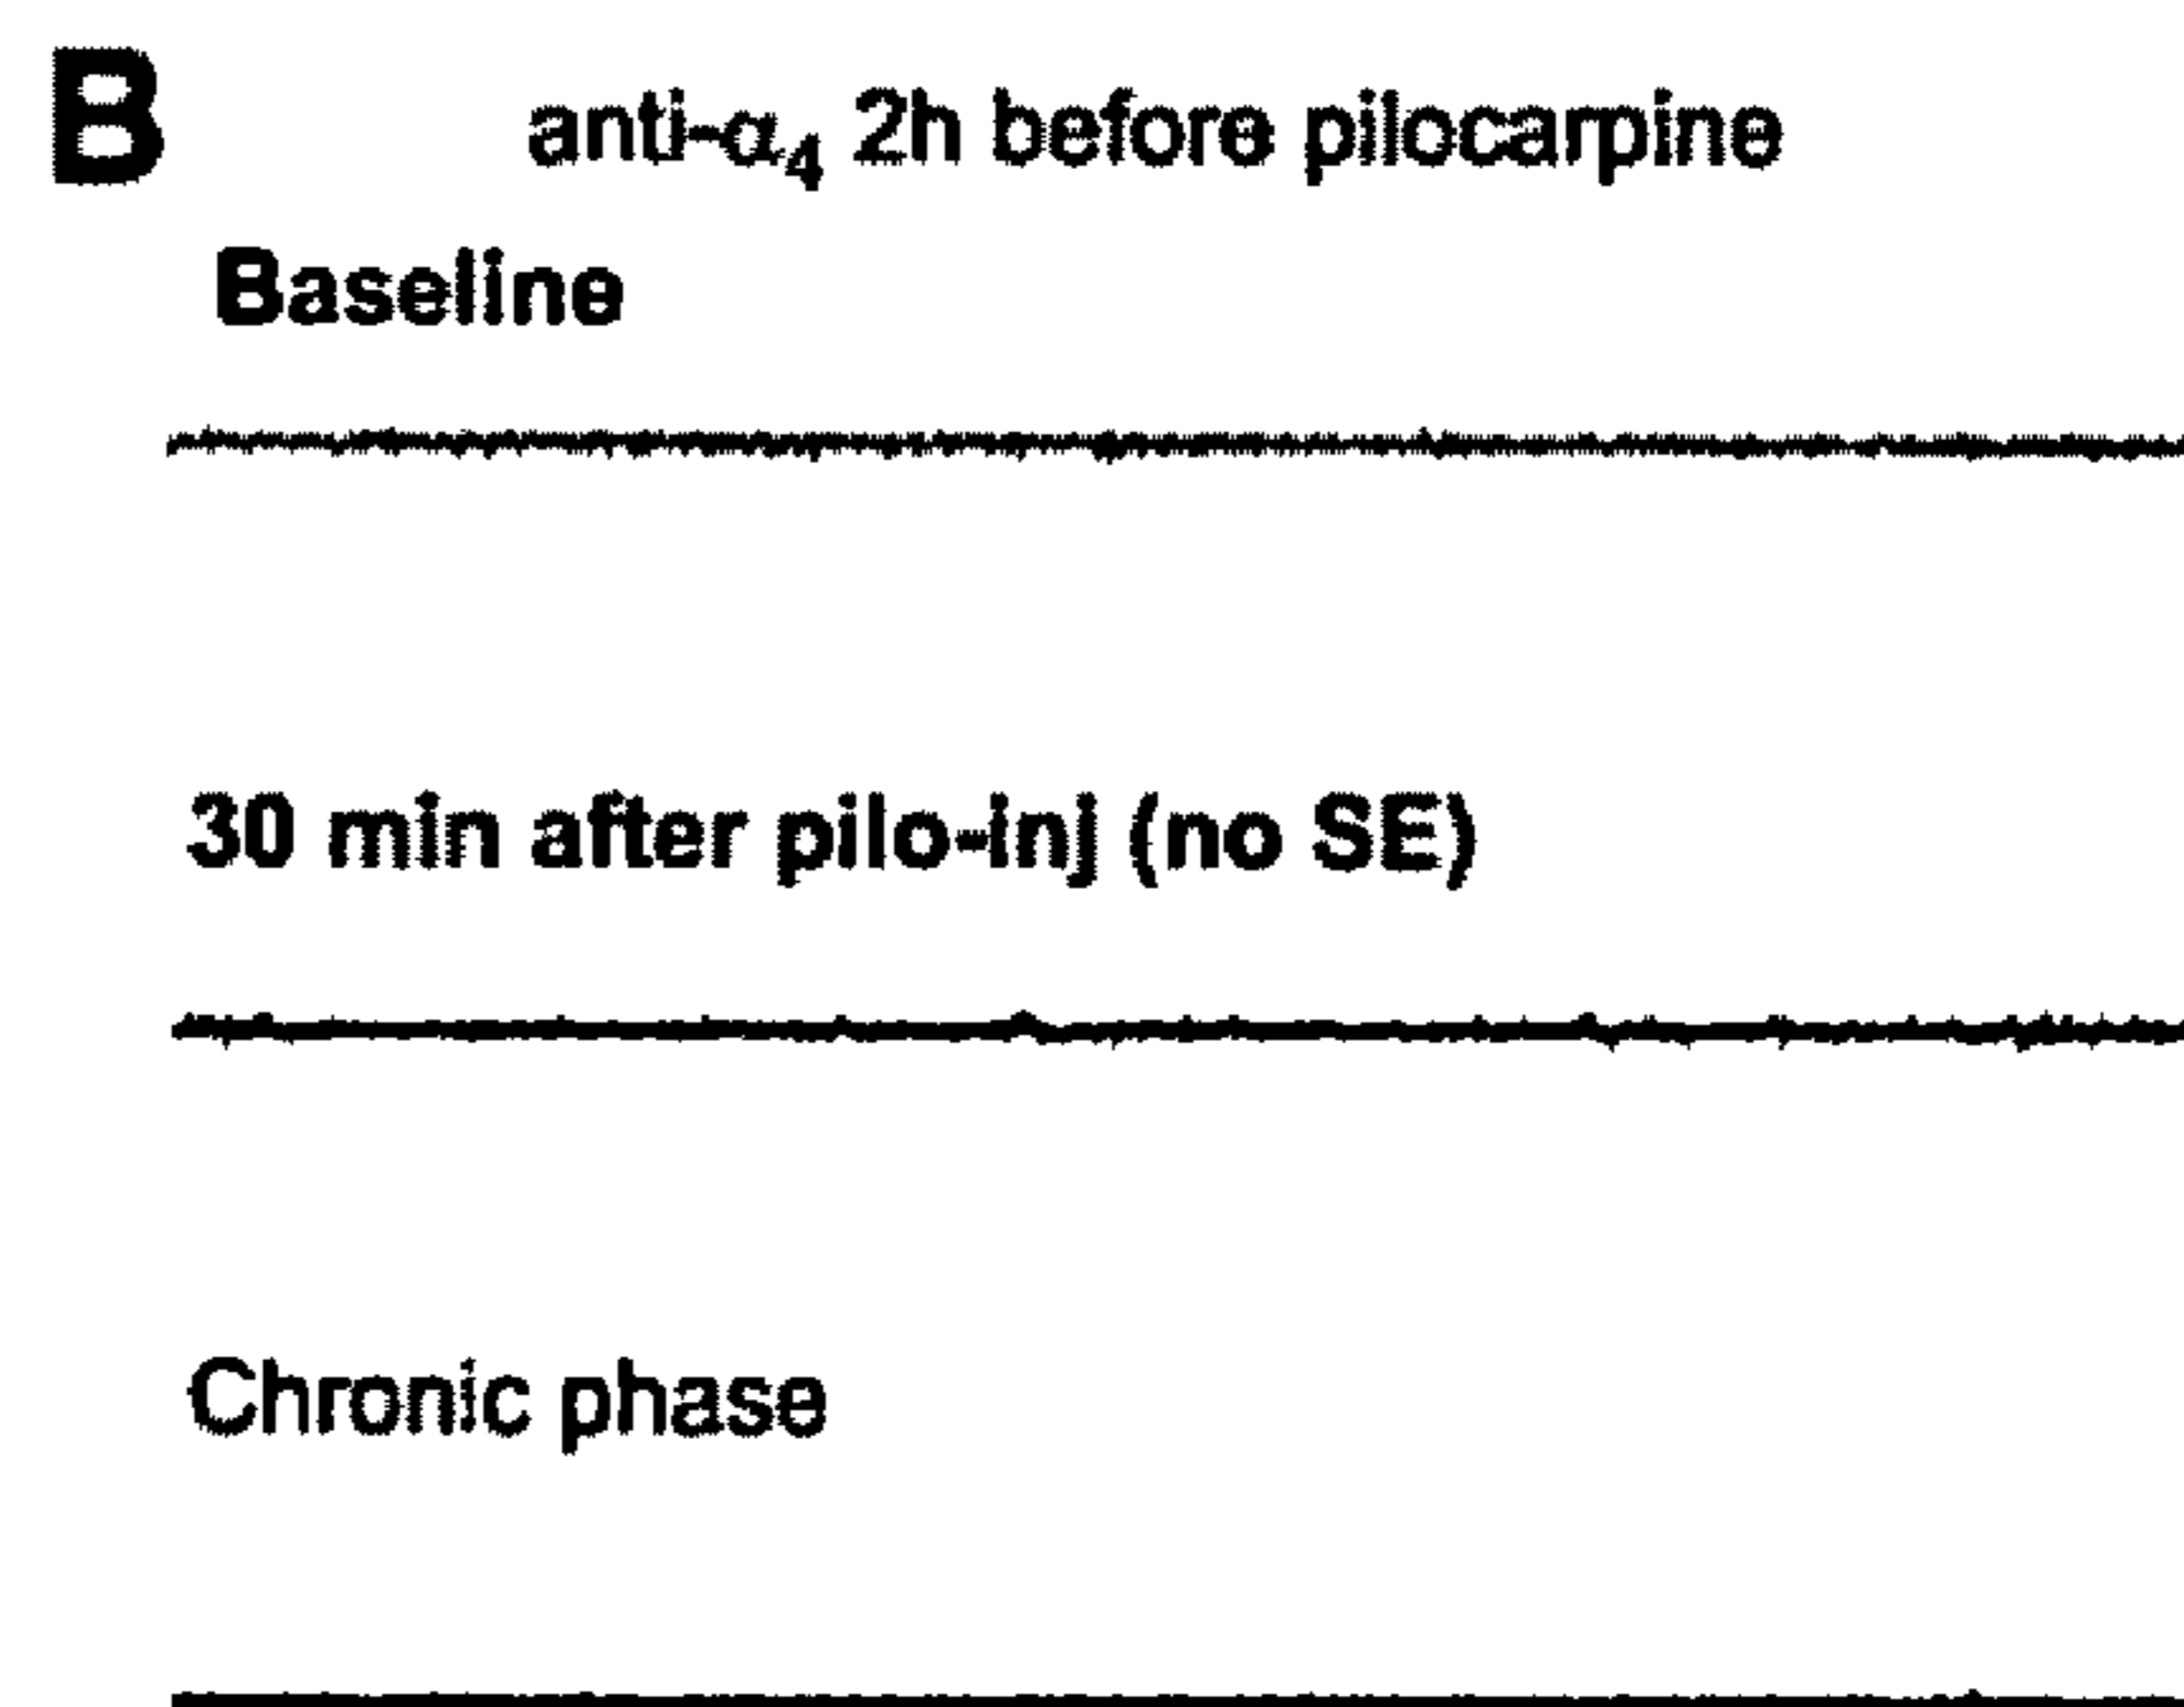 B
anti-α4 2h before pilocarpine
Baseline
30 min after pilo-inj (no SE)
Chronic phase